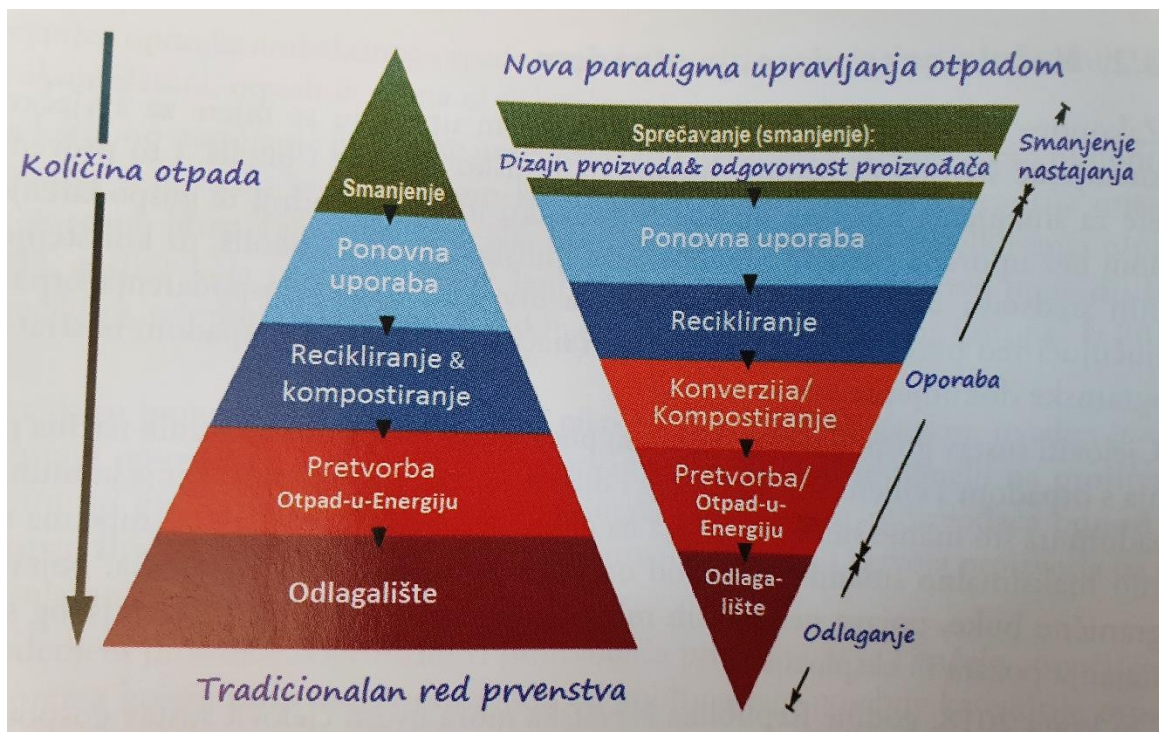 Količina otpada
Smanjenje
Ponovna
uporaba
Recikliranje &
kompostiranje
Pretvorba
Otpad-u-Energiju
Odlagalište
Tradicionalan red prvenstva
Nova paradigma upravljanja otpadom
Sprečavanje (smanjenje):
Dizajn proizvoda& odgovornost proizvođača
Ponovna uporaba
Recikliranje
Konverzija/
Kompostiranje
Pretvorba/
Otpad-u-
Energiju
Odlaga-
lište
Smanjenje
nastajanja
Oporaba
Odlaganje